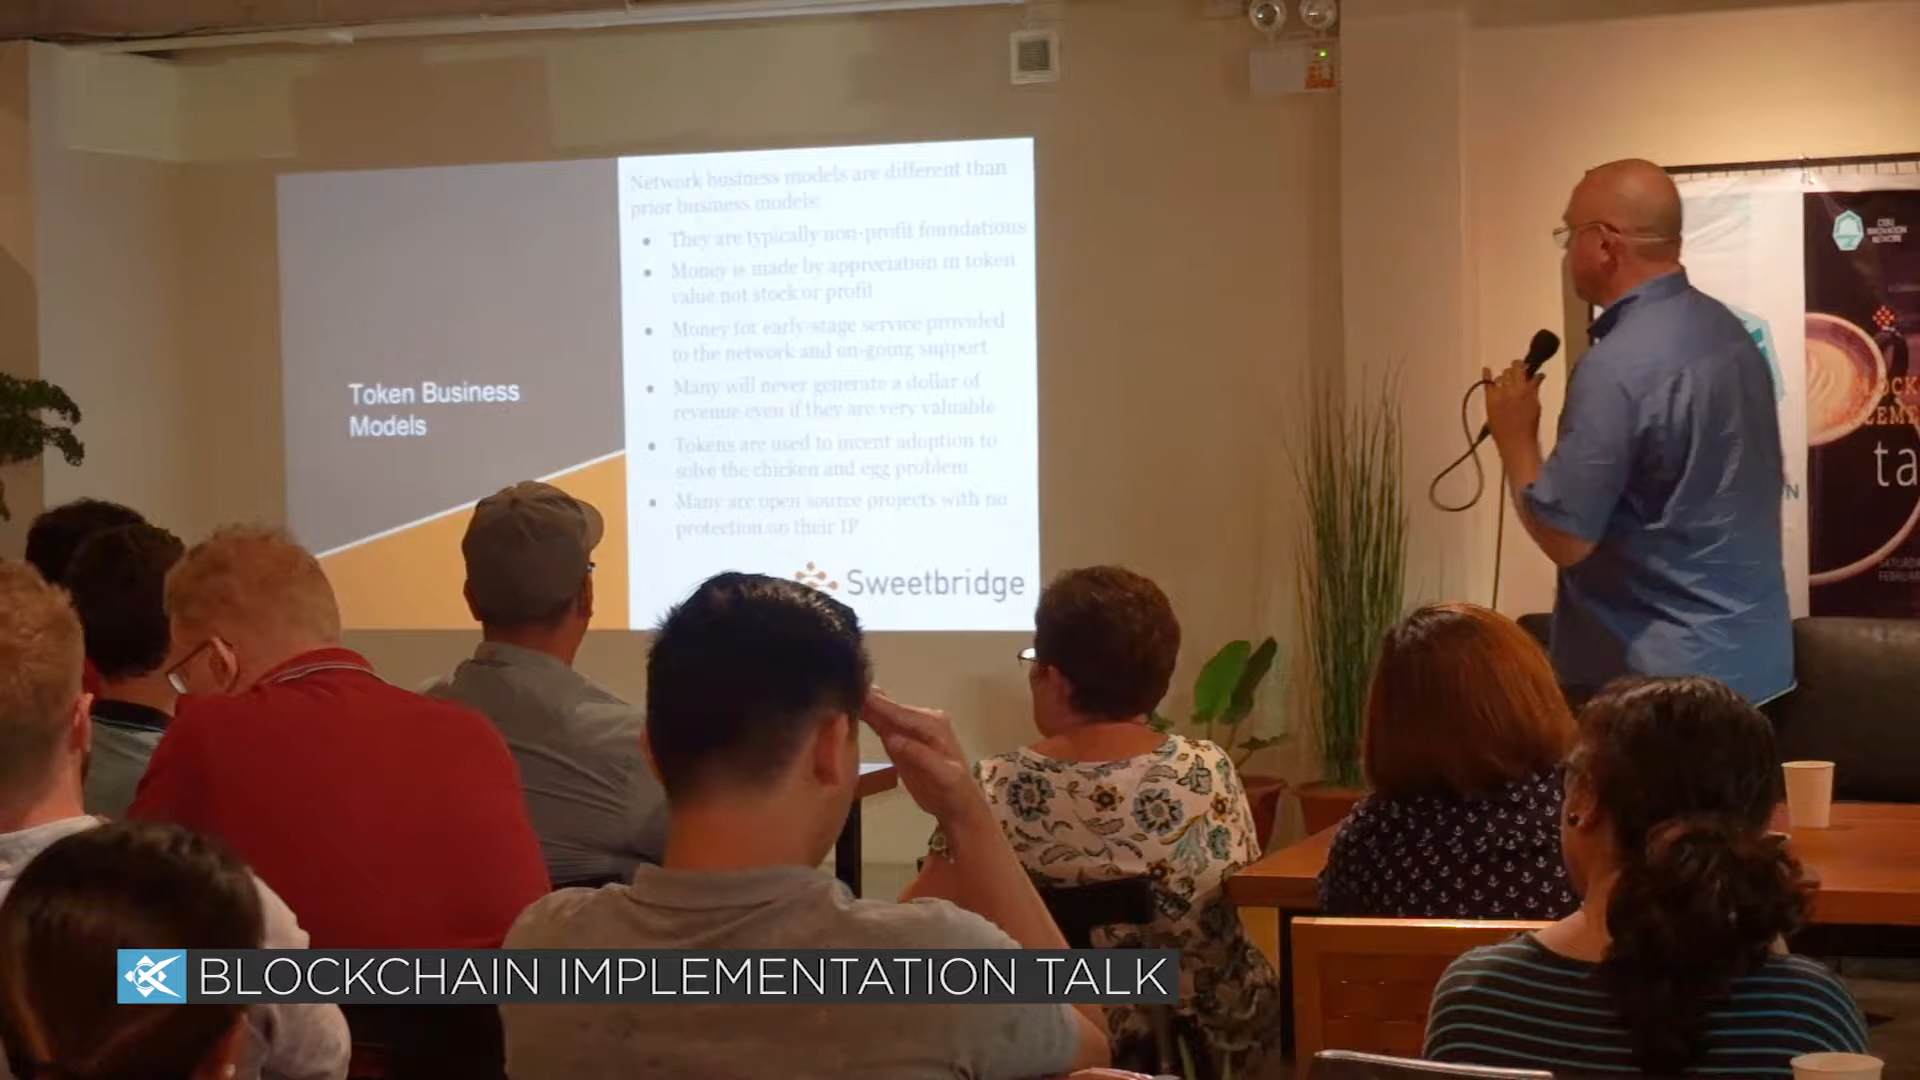 Network business models are different than
prior business models:
• They are typically non-profit foundations
• Money is made by appreciation in token
value not stock or profit
• Money for early-stage service provided
to the network and on-going support
• Many will never generate a dollar of
revenue even if they are very valuable
• Tokens are used to incent adoption to
solve the chicken and egg problem
• Many are open source projects with no
protection on their IP
Token Business
Models
Sweetbridge
CEBU
INNOVATION
NETWORK
ta
BLOCKCHAIN IMPLEMENTATION TALK